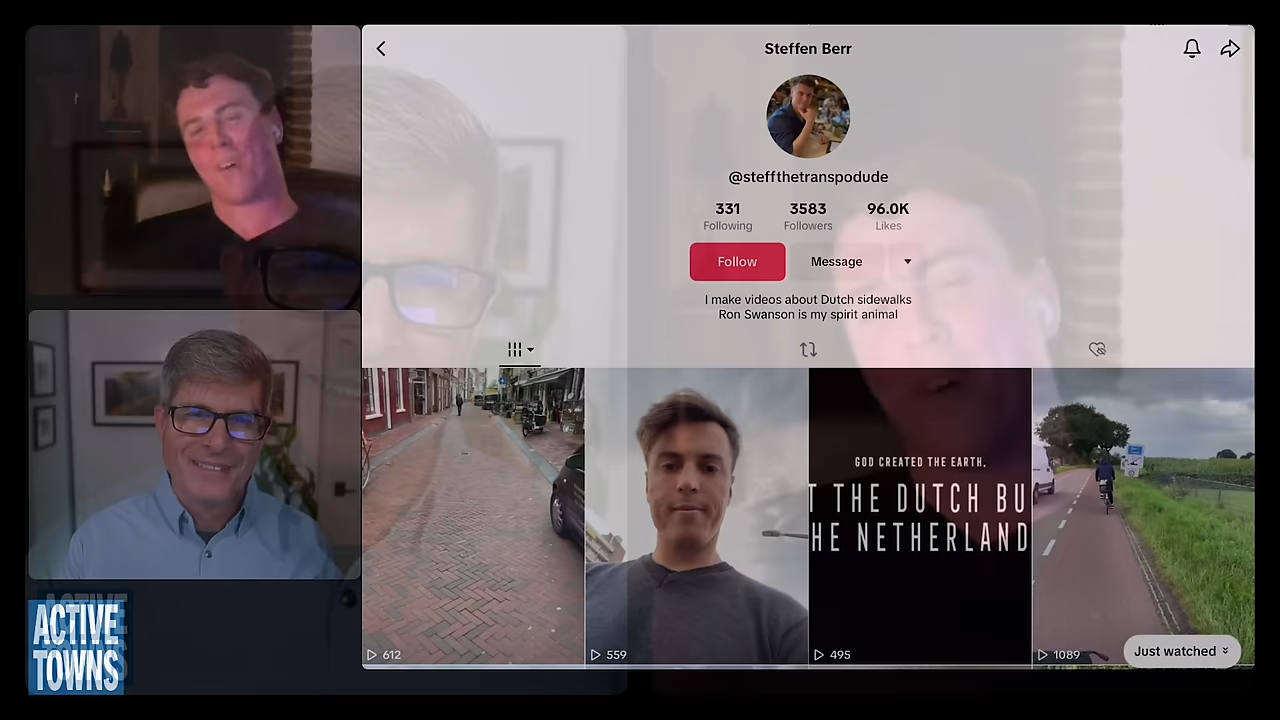 Steffen Berr
@steffthetranspodude
331 3583 96.0K
Following Followers Likes
Follow Message
I make videos about Dutch sidewalks
Ron Swanson is my spirit animal
GOD CREATED THE EARTH,
T THE DUTCH BU
HE NETHERLAND
612 559 495 1089
Just watched
ACTIVE
TOWNS